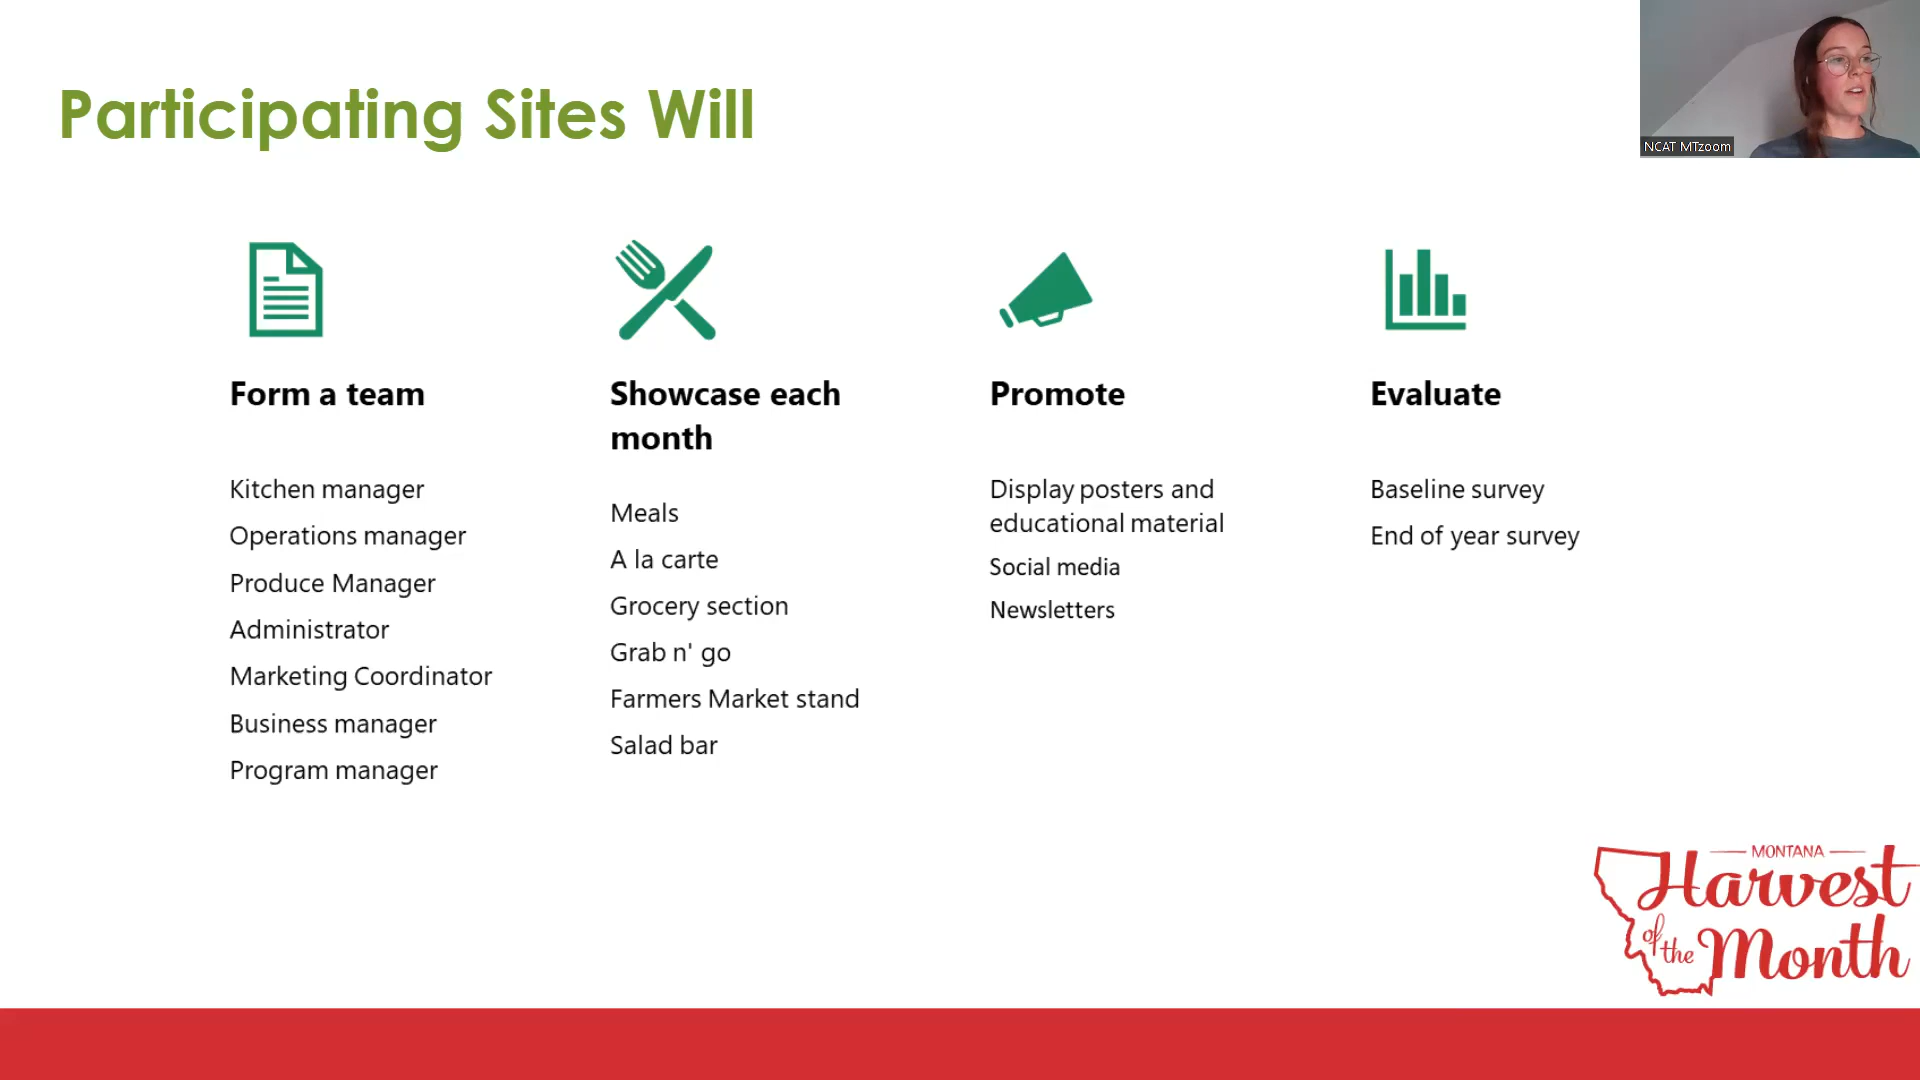 Participating Sites Will
NCAT MTzoom
Form a team
Kitchen manager
Operations manager
Produce Manager
Administrator
Marketing Coordinator
Business manager
Program manager
Showcase each
month
Meals
A la carte
Grocery section
Grab n' go
Farmers Market stand
Salad bar
Promote
Display posters and
educational material
Social media
Newsletters
Evaluate
Baseline survey
End of year survey
MONTANA
Harvest
of the Month